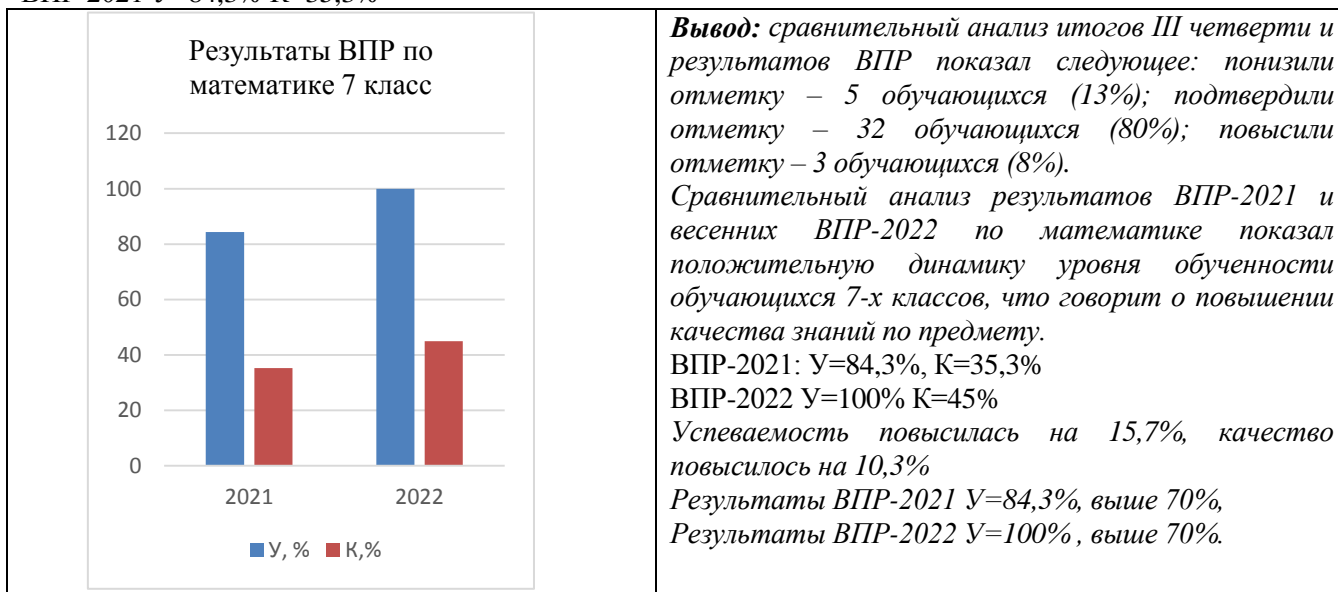 Результаты ВПР по
математике 7 класс
120
100
80
60
40
20
0
2021
2022
У, % К,%
Вывод: сравнительный анализ итогов III четверти и
результатов ВПР показал следующее: понизили
отметку – 5 обучающихся (13%); подтвердили
отметку – 32 обучающихся (80%); повысили
отметку – 3 обучающихся (8%).
Сравнительный анализ результатов ВПР-2021 и
весенних ВПР-2022 по математике показал
положительную динамику уровня обученности
обучающихся 7-х классов, что говорит о повышении
качества знаний по предмету.
ВПР-2021: У=84,3%, К=35,3%
ВПР-2022 У=100% К=45%
Успеваемость повысилась на 15,7%, качество
повысилось на 10,3%
Результаты ВПР-2021 У=84,3%, выше 70%,
Результаты ВПР-2022 У=100% , выше 70%.